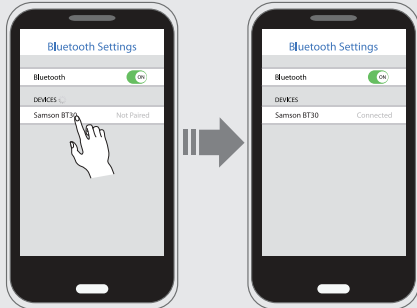 Bluetooth Settings
Bluetooth ON
DEVICES
Samson BT30 Not Paired
Bluetooth Settings
Bluetooth ON
DEVICES
Samson BT30 Connected